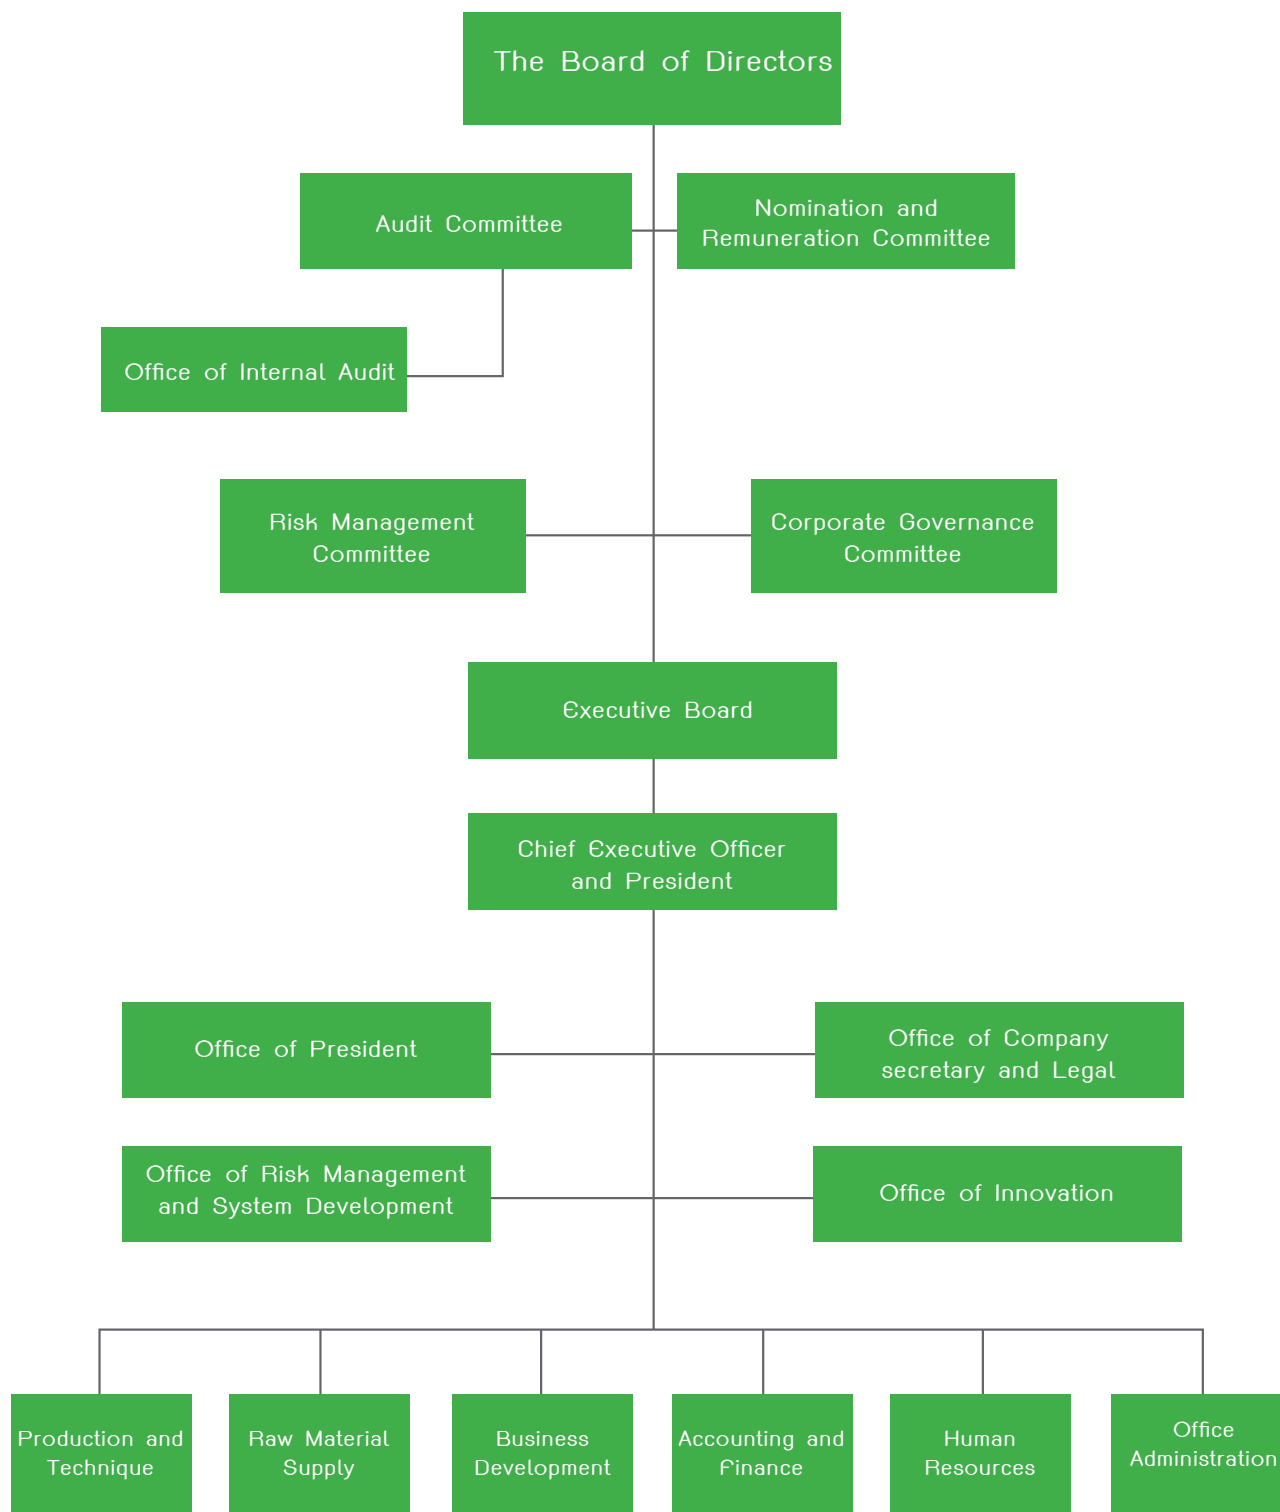 The Board of Directors
Audit Committee
Nomination and
Remuneration Committee
Office of Internal Audit
Risk Management
Committee
Corporate Governance
Committee
Executive Board
Chief Executive Officer
and President
Office of President
Office of Company
secretary and Legal
Office of Risk Management
and System Development
Office of Innovation
Production and
Technique
Raw Material
Supply
Business
Development
Accounting and
Finance
Human
Resources
Office
Administration